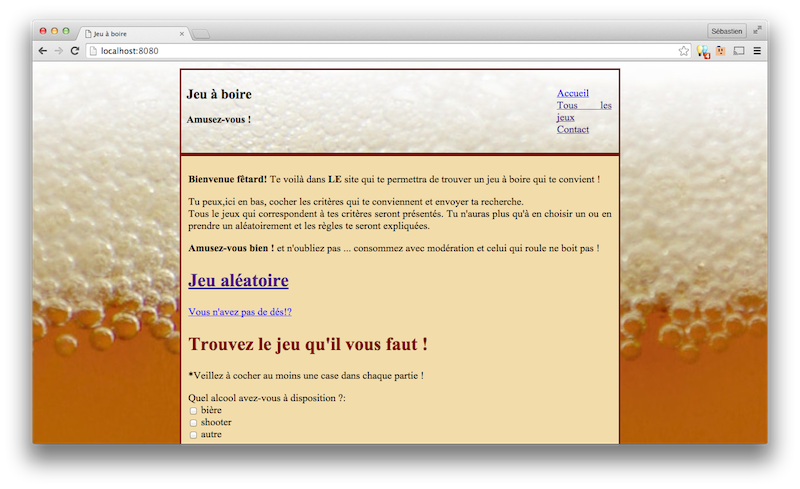 Jeu à boire
Sébastien
localhost:8080
Jeu à boire
Amusez-vous !
Accueil
Tous les
jeux
Contact
Bienvenue fêtard! Te voilà dans LE site qui te permettra de trouver un jeu à boire qui te convient !
Tu peux,ici en bas, cocher les critères qui te conviennent et envoyer ta recherche.
Tous le jeux qui correspondent à tes critères seront présentés. Tu n'auras plus qu'à en choisir un ou en
prendre un aléatoirement et les règles te seront expliquées.
Amusez-vous bien ! et n'oubliez pas ... consommez avec modération et celui qui roule ne boit pas !
Jeu aléatoire
Vous n'avez pas de dés!?
Trouvez le jeu qu'il vous faut !
*Veillez à cocher au moins une case dans chaque partie !
Quel alcool avez-vous à disposition ?:
bière
shooter
autre